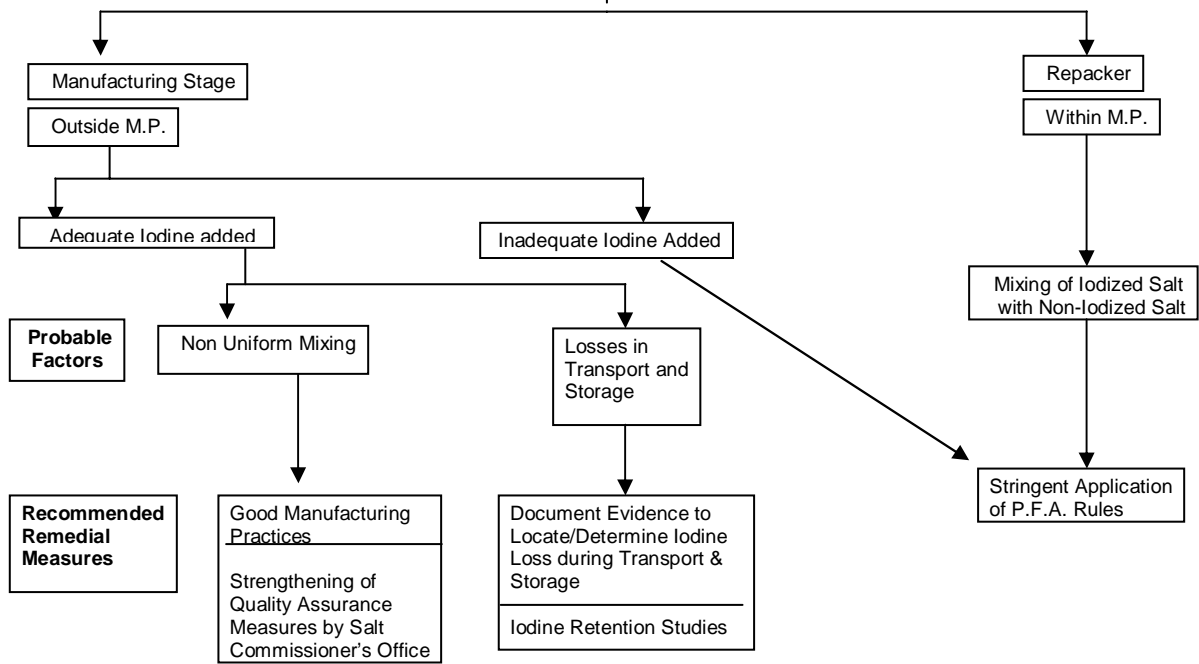 Manufacturing Stage
Repacker
Outside M.P.
Within M.P.
Adequate Iodine added
Inadequate Iodine Added
Mixing of Iodized Salt
with Non-Iodized Salt
Probable
Factors
Non Uniform Mixing
Losses in
Transport and
Storage
Recommended
Remedial
Measures
Good Manufacturing
Practices
Strengthening of
Quality Assurance
Measures by Salt
Commissioner's Office
Document Evidence to
Locate/Determine Iodine
Loss during Transport &
Storage
Iodine Retention Studies
Stringent Application
of P.F.A. Rules